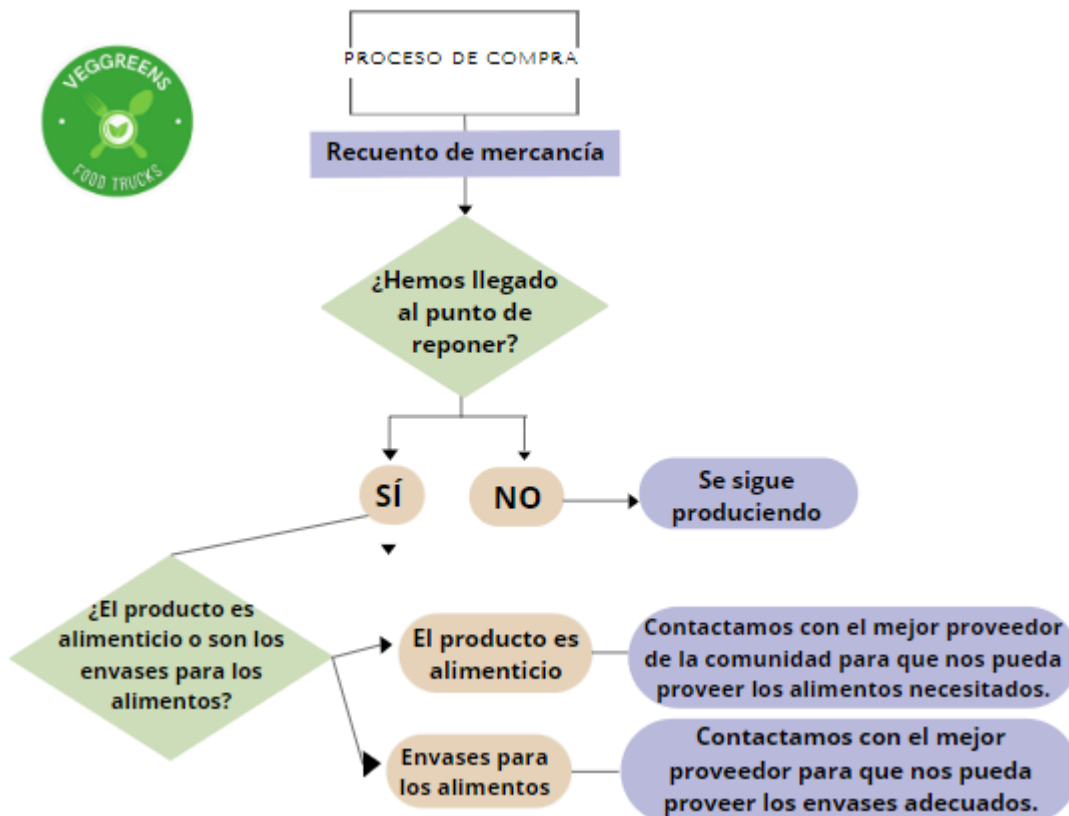 VEGGREENS
FOOD TRUCKS
PROCESO DE COMPRA
Recuento de mercancía
¿Hemos llegado
al punto de
reponer?
SÍ
NO
Se sigue
produciendo
¿El producto es
alimenticio o son los
envases para los
alimentos?
El producto es
alimenticio
Contactamos con el mejor proveedor
de la comunidad para que nos pueda
proveer los alimentos necesitados.
Envases para
los alimentos
Contactamos con el mejor
proveedor para que nos pueda
proveer los envases adecuados.